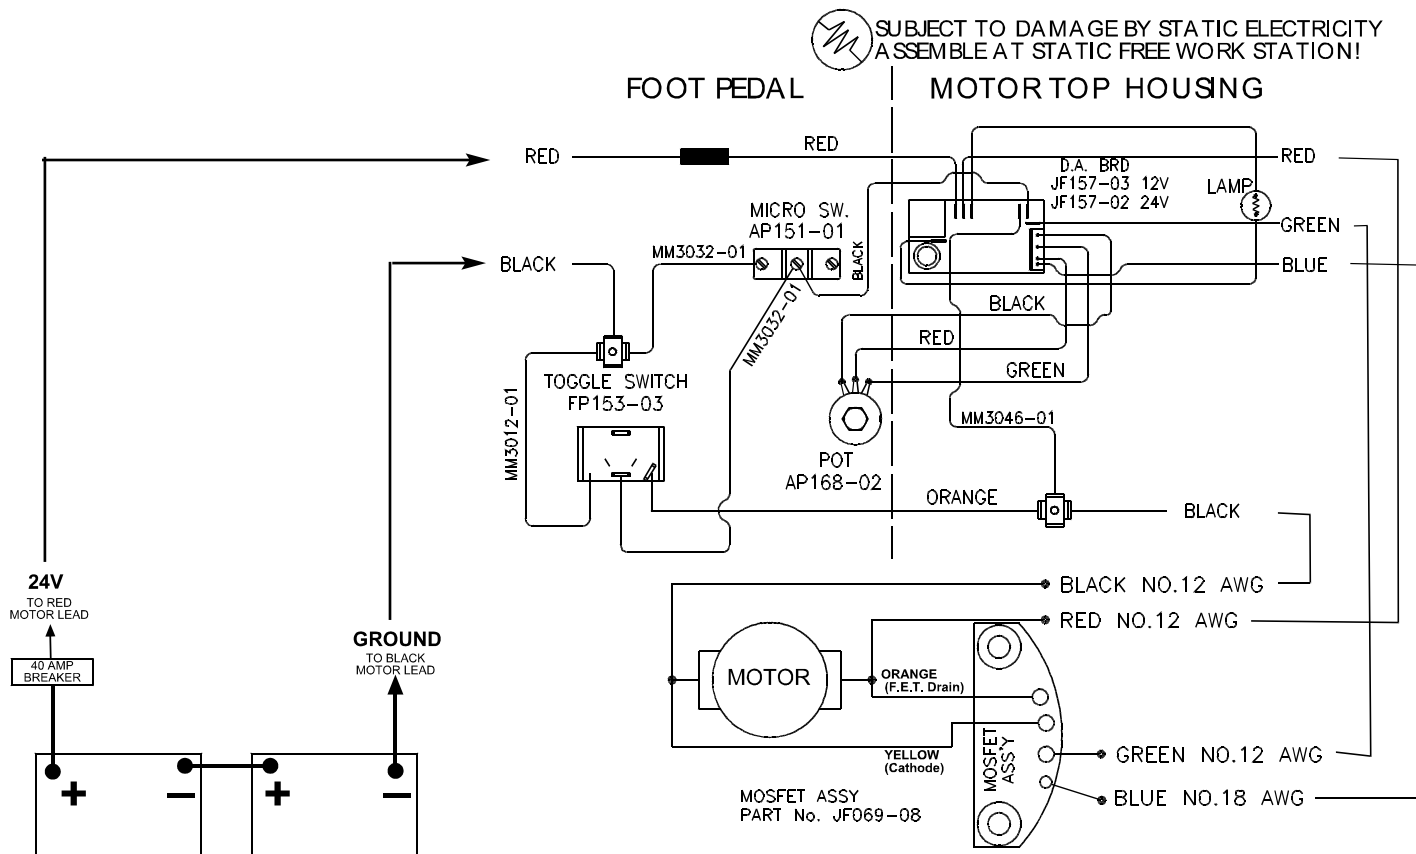 SUBJECT TO DAMAGE BY STATIC ELECTRICITY
ASSEMBLE AT STATIC FREE WORK STATION!
FOOT PEDAL
MOTOR TOP HOUSING
RED
RED
D.A. BRD
JF157-03 12V
JF157-02 24V
RED
LAMP
GREEN
BLUE
MICRO SW.
AP151-01
MM3032-01
BLACK
BLACK
MM3032-01
BLACK
RED
GREEN
TOGGLE SWITCH
FP153-03
MM3012-01
MM3046-01
POT
AP168-02
ORANGE
BLACK
24V
TO RED
MOTOR LEAD
40 AMP
BREAKER
GROUND
TO BLACK
MOTOR LEAD
BLACK NO.12 AWG
RED NO.12 AWG
MOTOR
ORANGE
(F.E.T. Drain)
YELLOW
(Cathode)
MOSFET
ASS'Y
GREEN NO.12 AWG
BLUE NO.18 AWG
MOSFET ASSY
PART No. JF069-08
+ −
+ −